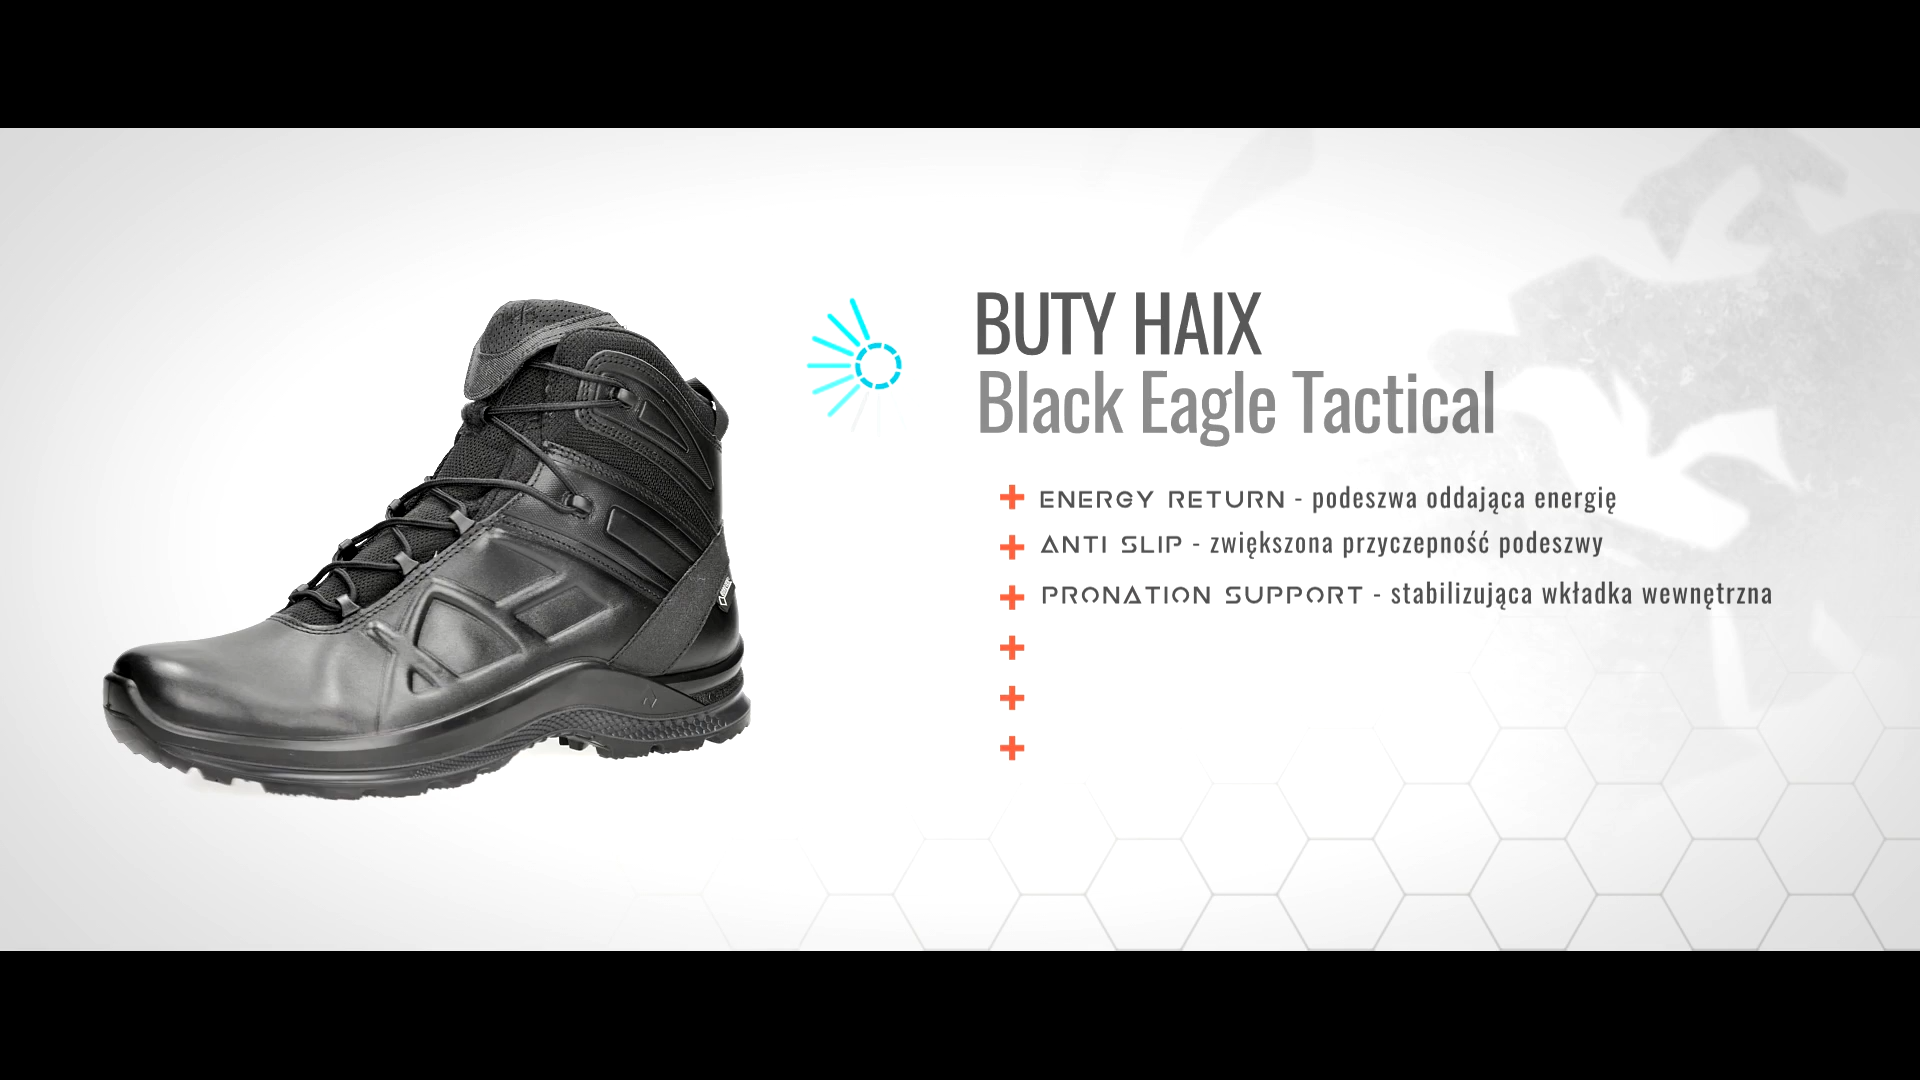 BUTY HAIX
Black Eagle Tactical
ENERGY RETURN - podeszwa oddająca energię
ANTI SLIP - zwiększona przyczepność podeszwy
PRONATION SUPPORT - stabilizująca wkładka wewnętrzna